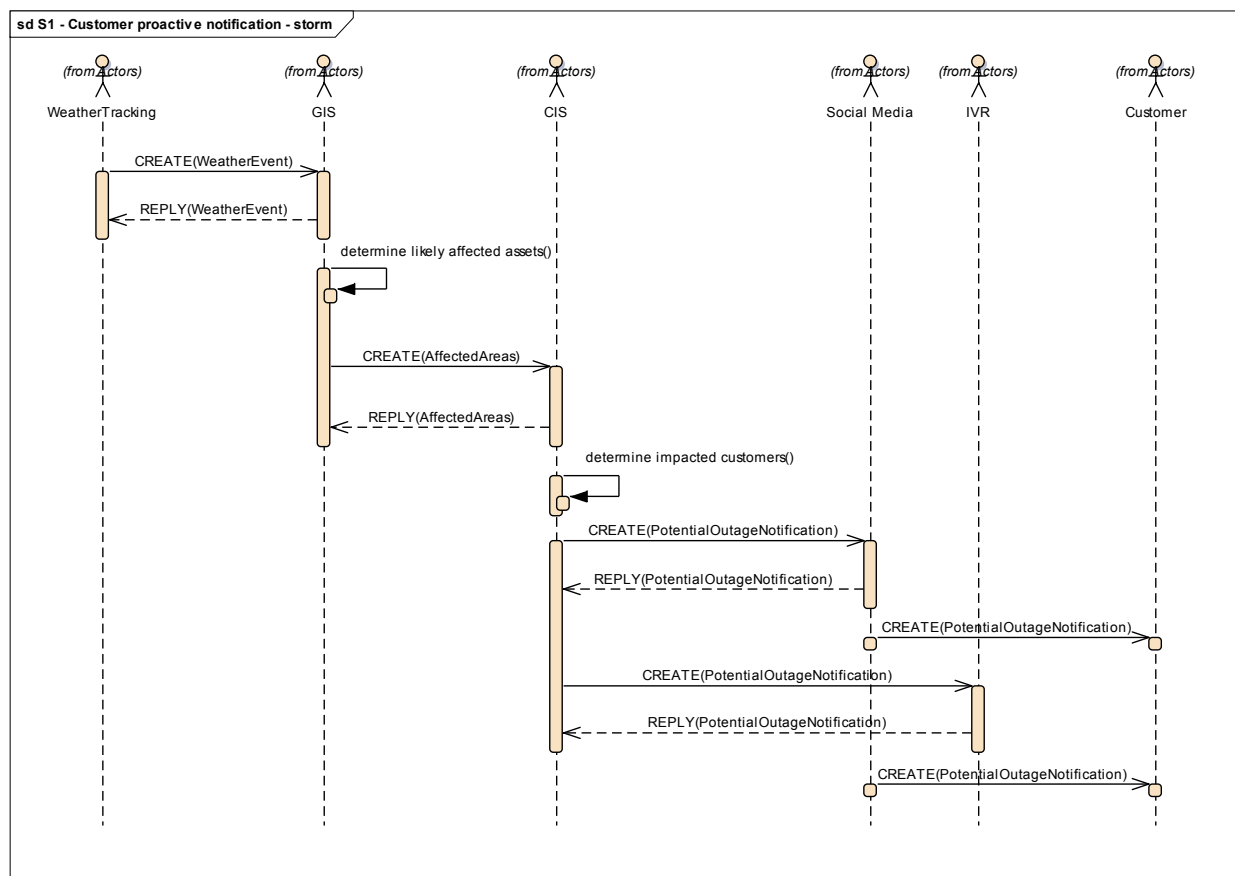 sd S1 - Customer proactive notification - storm
(from Actors)
(from Actors)
(from Actors)
(from Actors)
(from Actors)
(from Actors)
WeatherTracking
GIS
CIS
Social Media
IVR
Customer
CREATE(WeatherEvent)
REPLY(WeatherEvent)
determine likely affected assets()
CREATE(AffectedAreas)
REPLY(AffectedAreas)
determine impacted customers()
CREATE(PotentialOutageNotification)
REPLY(PotentialOutageNotification)
CREATE(PotentialOutageNotification)
CREATE(PotentialOutageNotification)
REPLY(PotentialOutageNotification)
CREATE(PotentialOutageNotification)